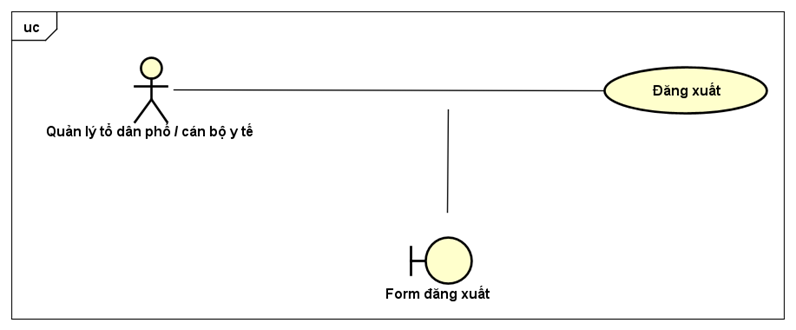 uc
Đăng xuất
Quản lý tổ dân phố / cán bộ y tế
Form đăng xuất